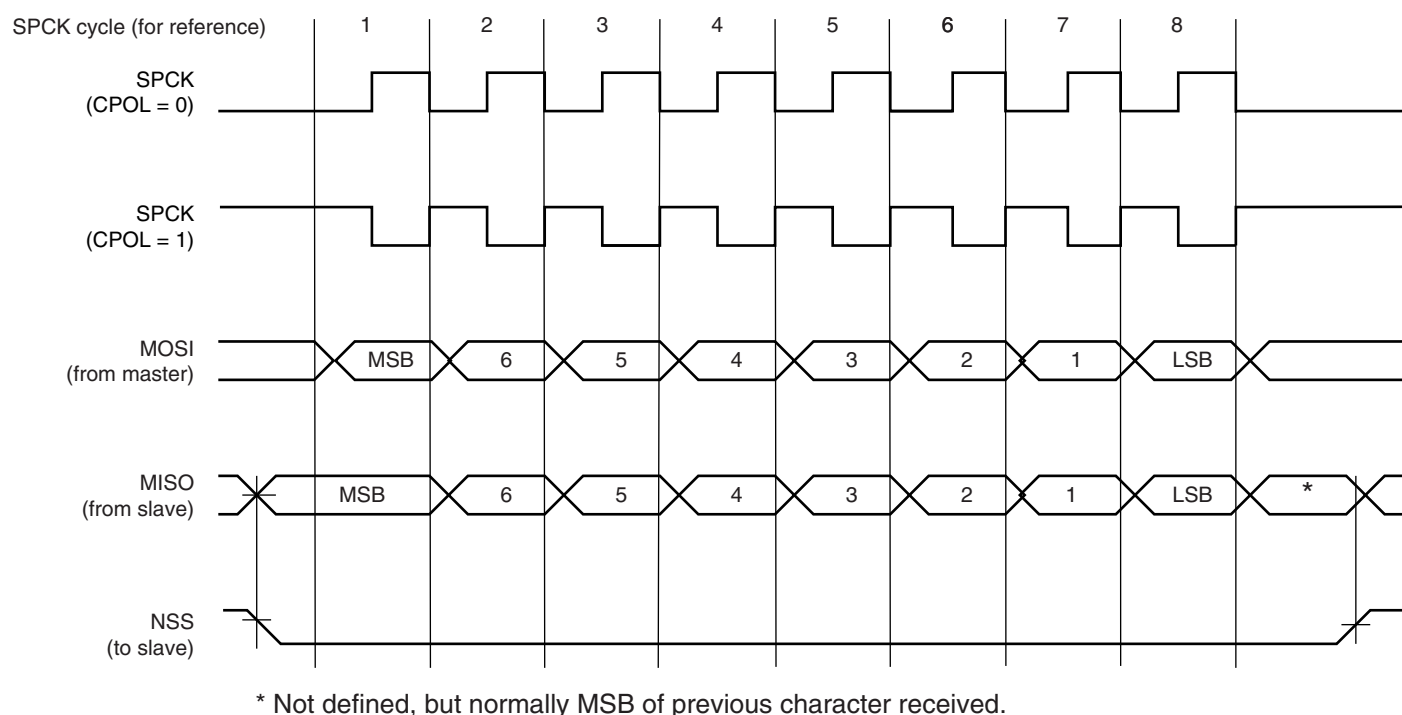 SPCK cycle (for reference) 1 2 3 4 5 6 7 8
SPCK
(CPOL = 0)
SPCK
(CPOL = 1)
MOSI
(from master)
MSB 6 5 4 3 2 1 LSB
MISO
(from slave)
MSB 6 5 4 3 2 1 LSB *
NSS
(to slave)
* Not defined, but normally MSB of previous character received.